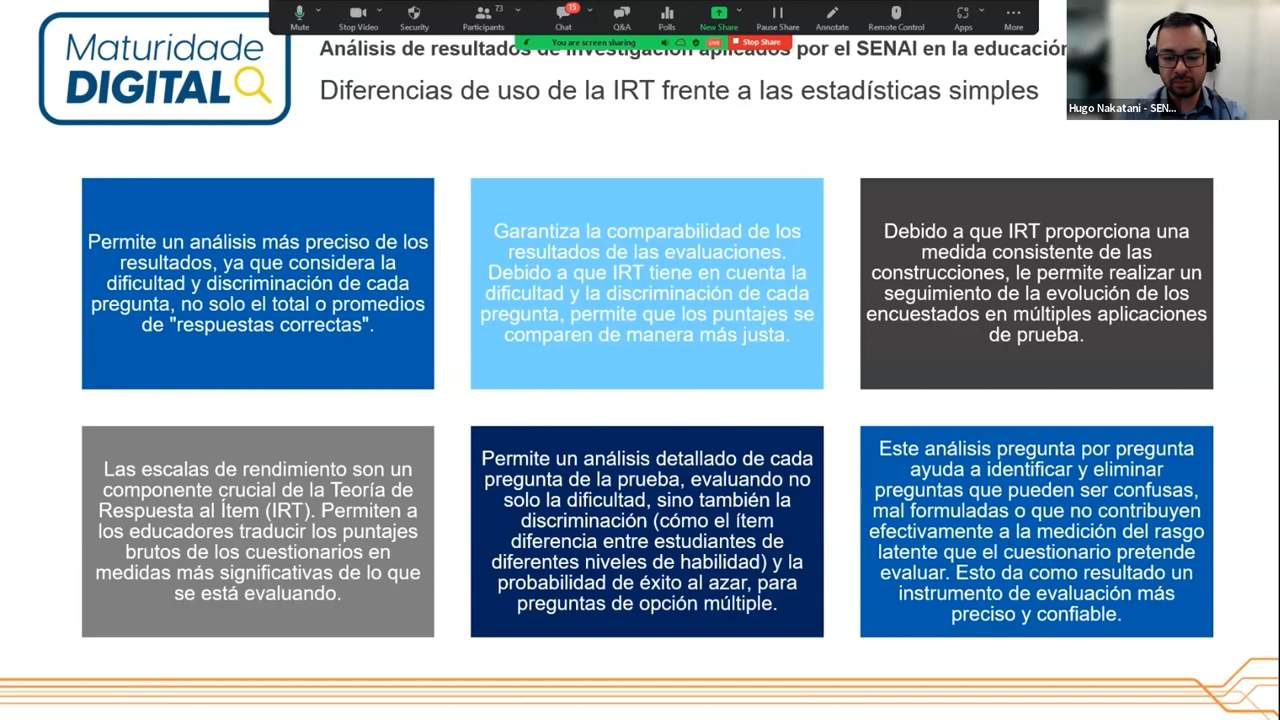 Mute
Stop Video
Security
Participants
73
Chat
15
Q&A
Polls
New Share
Pause Share
Annotate
Remote Control
Apps
More
You are screen sharing
LIVE
Stop Share
Maturidade
DIGITAL
Análisis de resultados de investigación aplicados por el SENAI en la educación
Diferencias de uso de la IRT frente a las estadísticas simples
Hugo Nakatani - SEN...
Permite un análisis más preciso de los
resultados, ya que considera la
dificultad y discriminación de cada
pregunta, no solo el total o promedios
de "respuestas correctas".
Garantiza la comparabilidad de los
resultados de las evaluaciones.
Debido a que IRT tiene en cuenta la
dificultad y la discriminación de cada
pregunta, permite que los puntajes se
comparen de manera más justa.
Debido a que IRT proporciona una
medida consistente de las
construcciones, le permite realizar un
seguimiento de la evolución de los
encuestados en múltiples aplicaciones
de prueba.
Las escalas de rendimiento son un
componente crucial de la Teoría de
Respuesta al Ítem (IRT). Permiten a
los educadores traducir los puntajes
brutos de los cuestionarios en
medidas más significativas de lo que
se está evaluando.
Permite un análisis detallado de cada
pregunta de la prueba, evaluando no
solo la dificultad, sino también la
discriminación (cómo el ítem
diferencia entre estudiantes de
diferentes niveles de habilidad) y la
probabilidad de éxito al azar, para
preguntas de opción múltiple.
Este análisis pregunta por pregunta
ayuda a identificar y eliminar
preguntas que pueden ser confusas,
mal formuladas o que no contribuyen
efectivamente a la medición del rasgo
latente que el cuestionario pretende
evaluar. Esto da como resultado un
instrumento de evaluación más
preciso y confiable.